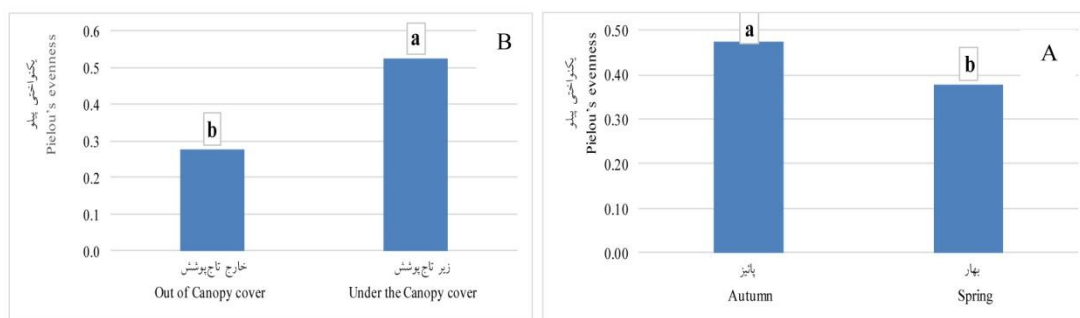 B
یکنواختی پیلو
Pielou's evenness
0.6
0.5
0.4
0.3
0.2
0.1
0.0
b
a
خارج تاج‌پوشش
زیر تاج‌پوشش
Out of Canopy cover
Under the Canopy cover
A
یکنواختی پیلو
Pielou's evenness
0.50
0.40
0.30
0.20
0.10
0.00
a
b
پائیز
بهار
Autumn
Spring